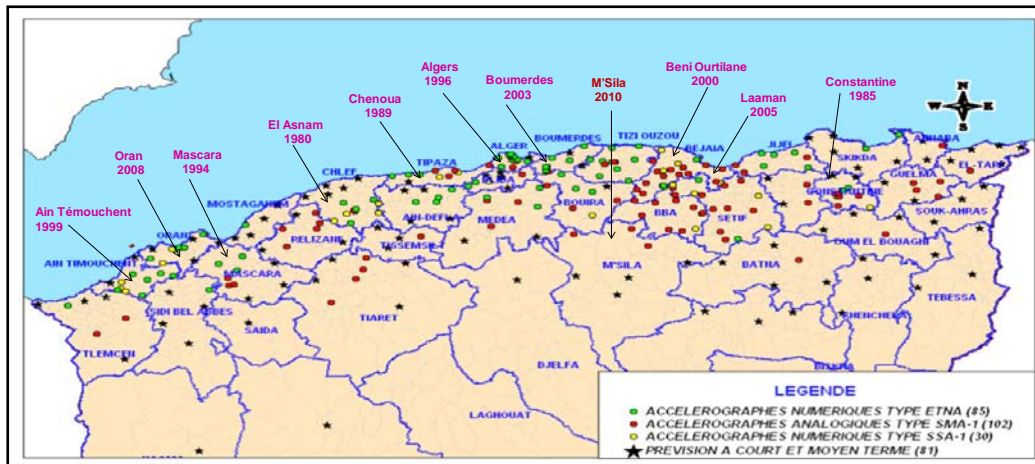 Algers
1996
Boumerdes
2003
M'Sila
2010
Beni Ourtilane
2000
Laaman
2005
Constantine
1985
Chenoua
1989
El Asnam
1980
Mascara
1994
Oran
2008
Ain Témouchent
1999
N
W
E
S
ALGER
BOUMERDES
TIZI OUZOU
BEJAIA
JIJEL
SKIKDA
ANNABA
EL-TARF
GUELMA
CONSTANTINE
SOUK-AHRAS
TIPAZA
CHLEF
AIN-DEFLA
MEDEA
BOUIRA
BBA
SETIF
OUM EL BOUAGHI
MOSTAGANEM
RELIZANE
TISSEMSILT
M'SILA
BATNA
ORAN
AIN TIMOUCHENT
MASCARA
TEBESSA
SIDI BEL ABBES
SAIDA
TIARET
KHENCHELA
TLEMCEN
DJELFA
BISKRA
LAGHOUAT
LEGENDE
ACCELEROGRAPHES NUMERIQUES TYPE ETNA (85)
ACCELEROGRAPHES ANALOGIQUES TYPE SMA-1 (102)
ACCELEROGRAPHES NUMERIQUES TYPE SSA-1 (30)
PREVISION A COURT ET MOYEN TERME (81)